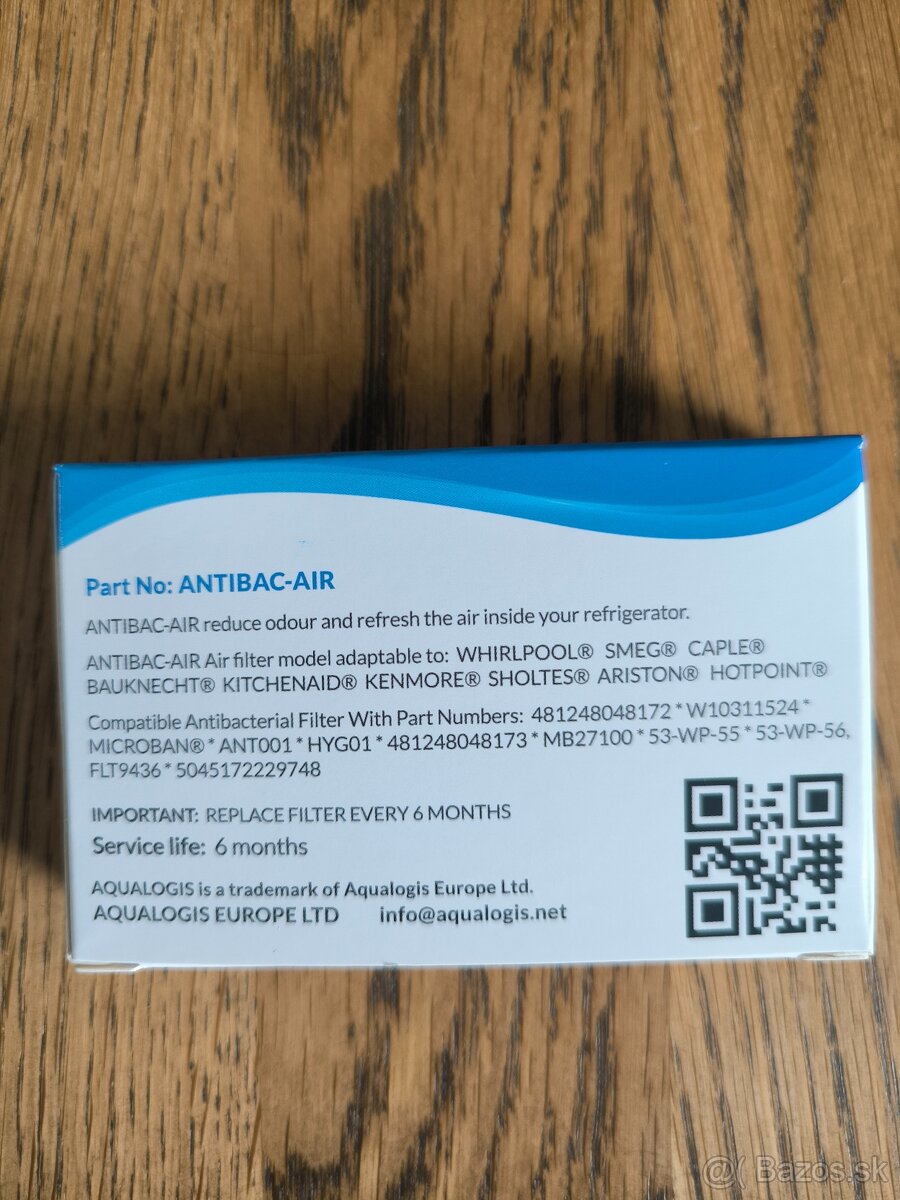 Part No: ANTIBAC-AIR
ANTIBAC-AIR reduce odour and refresh the air inside your refrigerator.
ANTIBAC-AIR Air filter model adaptable to: WHIRLPOOL® SMEG® CAPLE®
BAUKNECHT® KITCHENAID® KENMORE® SHOLTES® ARISTON® HOTPOINT®
Compatible Antibacterial Filter With Part Numbers: 481248048172 * W10311524 *
MICROBAN® * ANT001 * HYG01 * 481248048173 * MB27100 * 53-WP-55 * 53-WP-56,
FLT9436 * 5045172229748
IMPORTANT: REPLACE FILTER EVERY 6 MONTHS
Service life: 6 months
AQUALOGIS is a trademark of Aqualogis Europe Ltd.
AQUALOGIS EUROPE LTD info@aqualogis.net
@( Bazos.sk